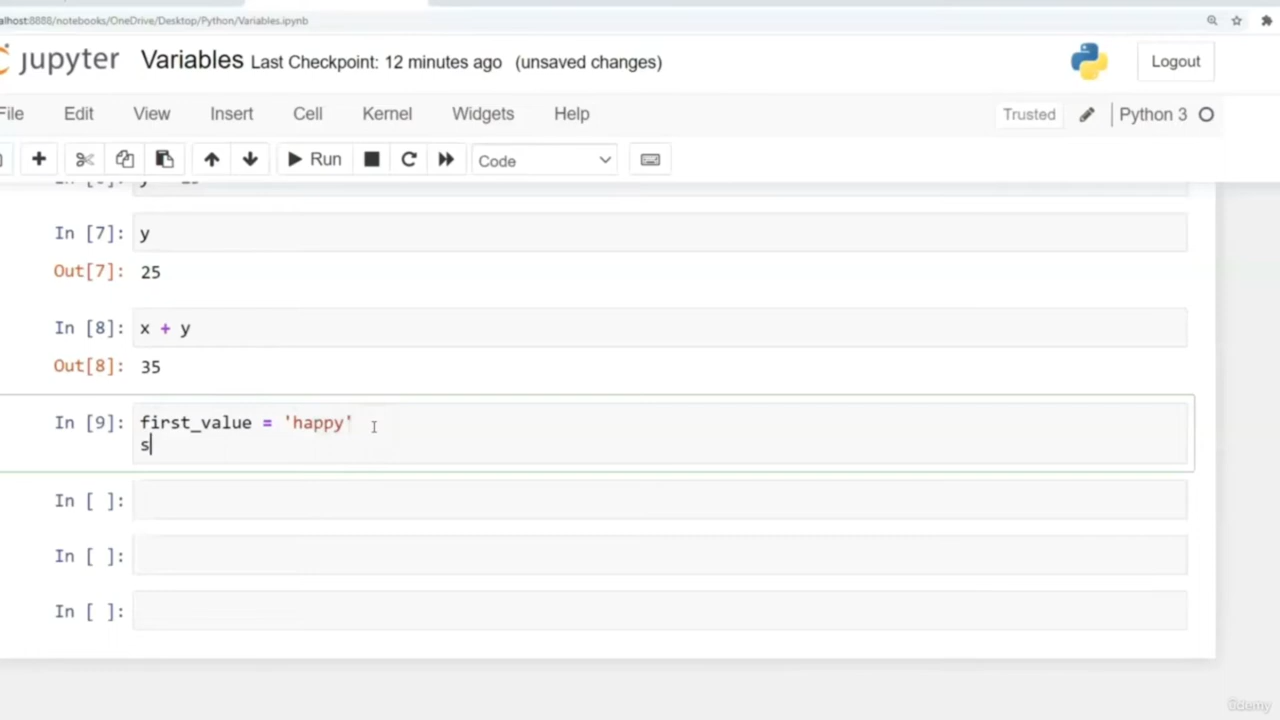 alhost:8888/notebooks/OneDrive/Desktop/Python/Variables.ipynb
jupyter Variables Last Checkpoint: 12 minutes ago (unsaved changes) Logout
File Edit View Insert Cell Kernel Widgets Help Trusted Python 3
Run Code
In [7]: y
Out[7]: 25
In [8]: x + y
Out[8]: 35
In [9]: first_value = 'happy'
s
In [ ]:
In [ ]:
In [ ]:
ûdemy